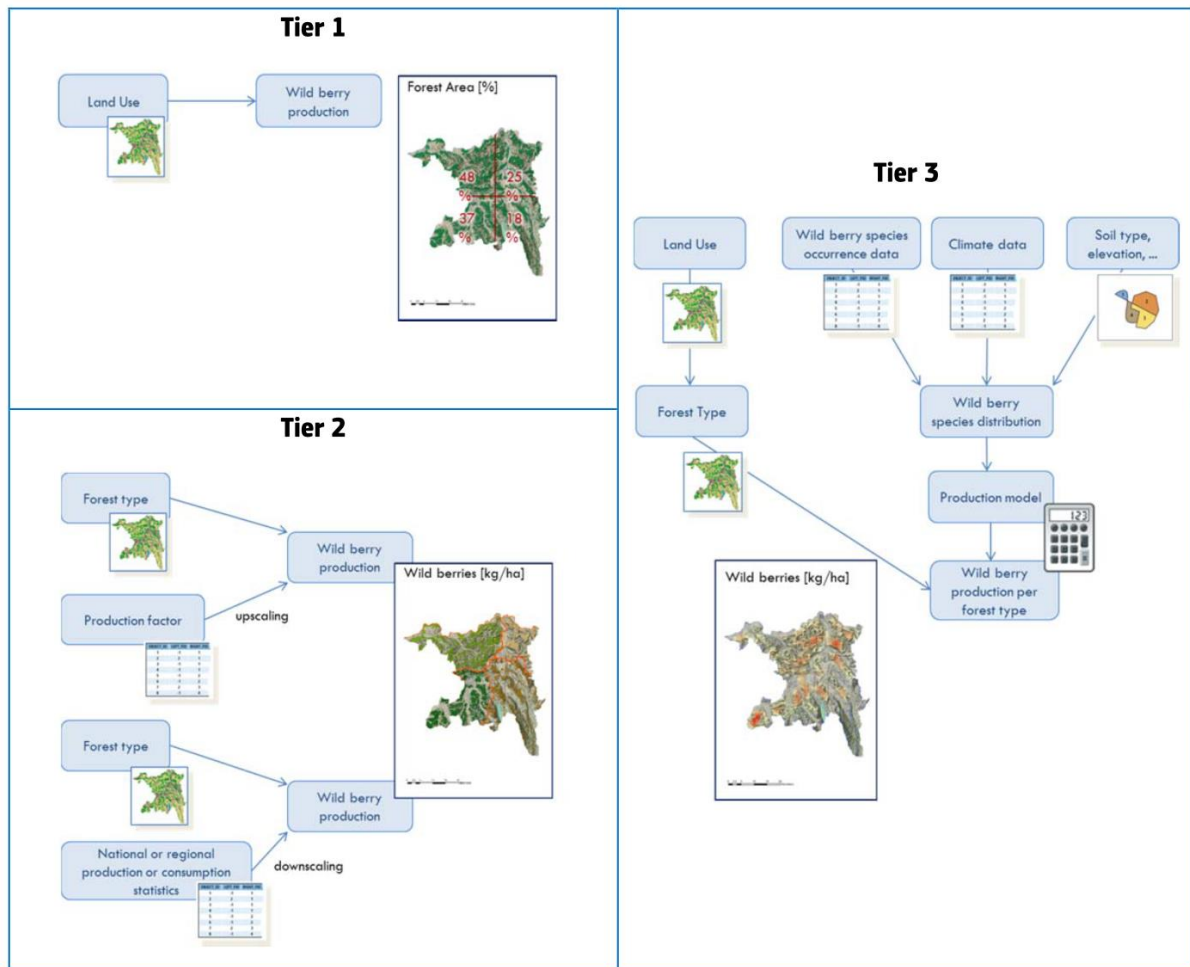 Tier 1
Land Use
Wild berry
production
Forest Area [%]
48
%
25
%
37
%
18
%
Tier 2
Forest type
Wild berry
production
Production factor
upscaling
Wild berries [kg/ha]
Forest type
Wild berry
production
National or regional
production or consumption
statistics
downscaling
Tier 3
Land Use
Wild berry species
occurrence data
Climate data
Soil type,
elevation, ...
Forest Type
Wild berry
species distribution
Production model
123
Wild berry
production per
forest type
Wild berries [kg/ha]